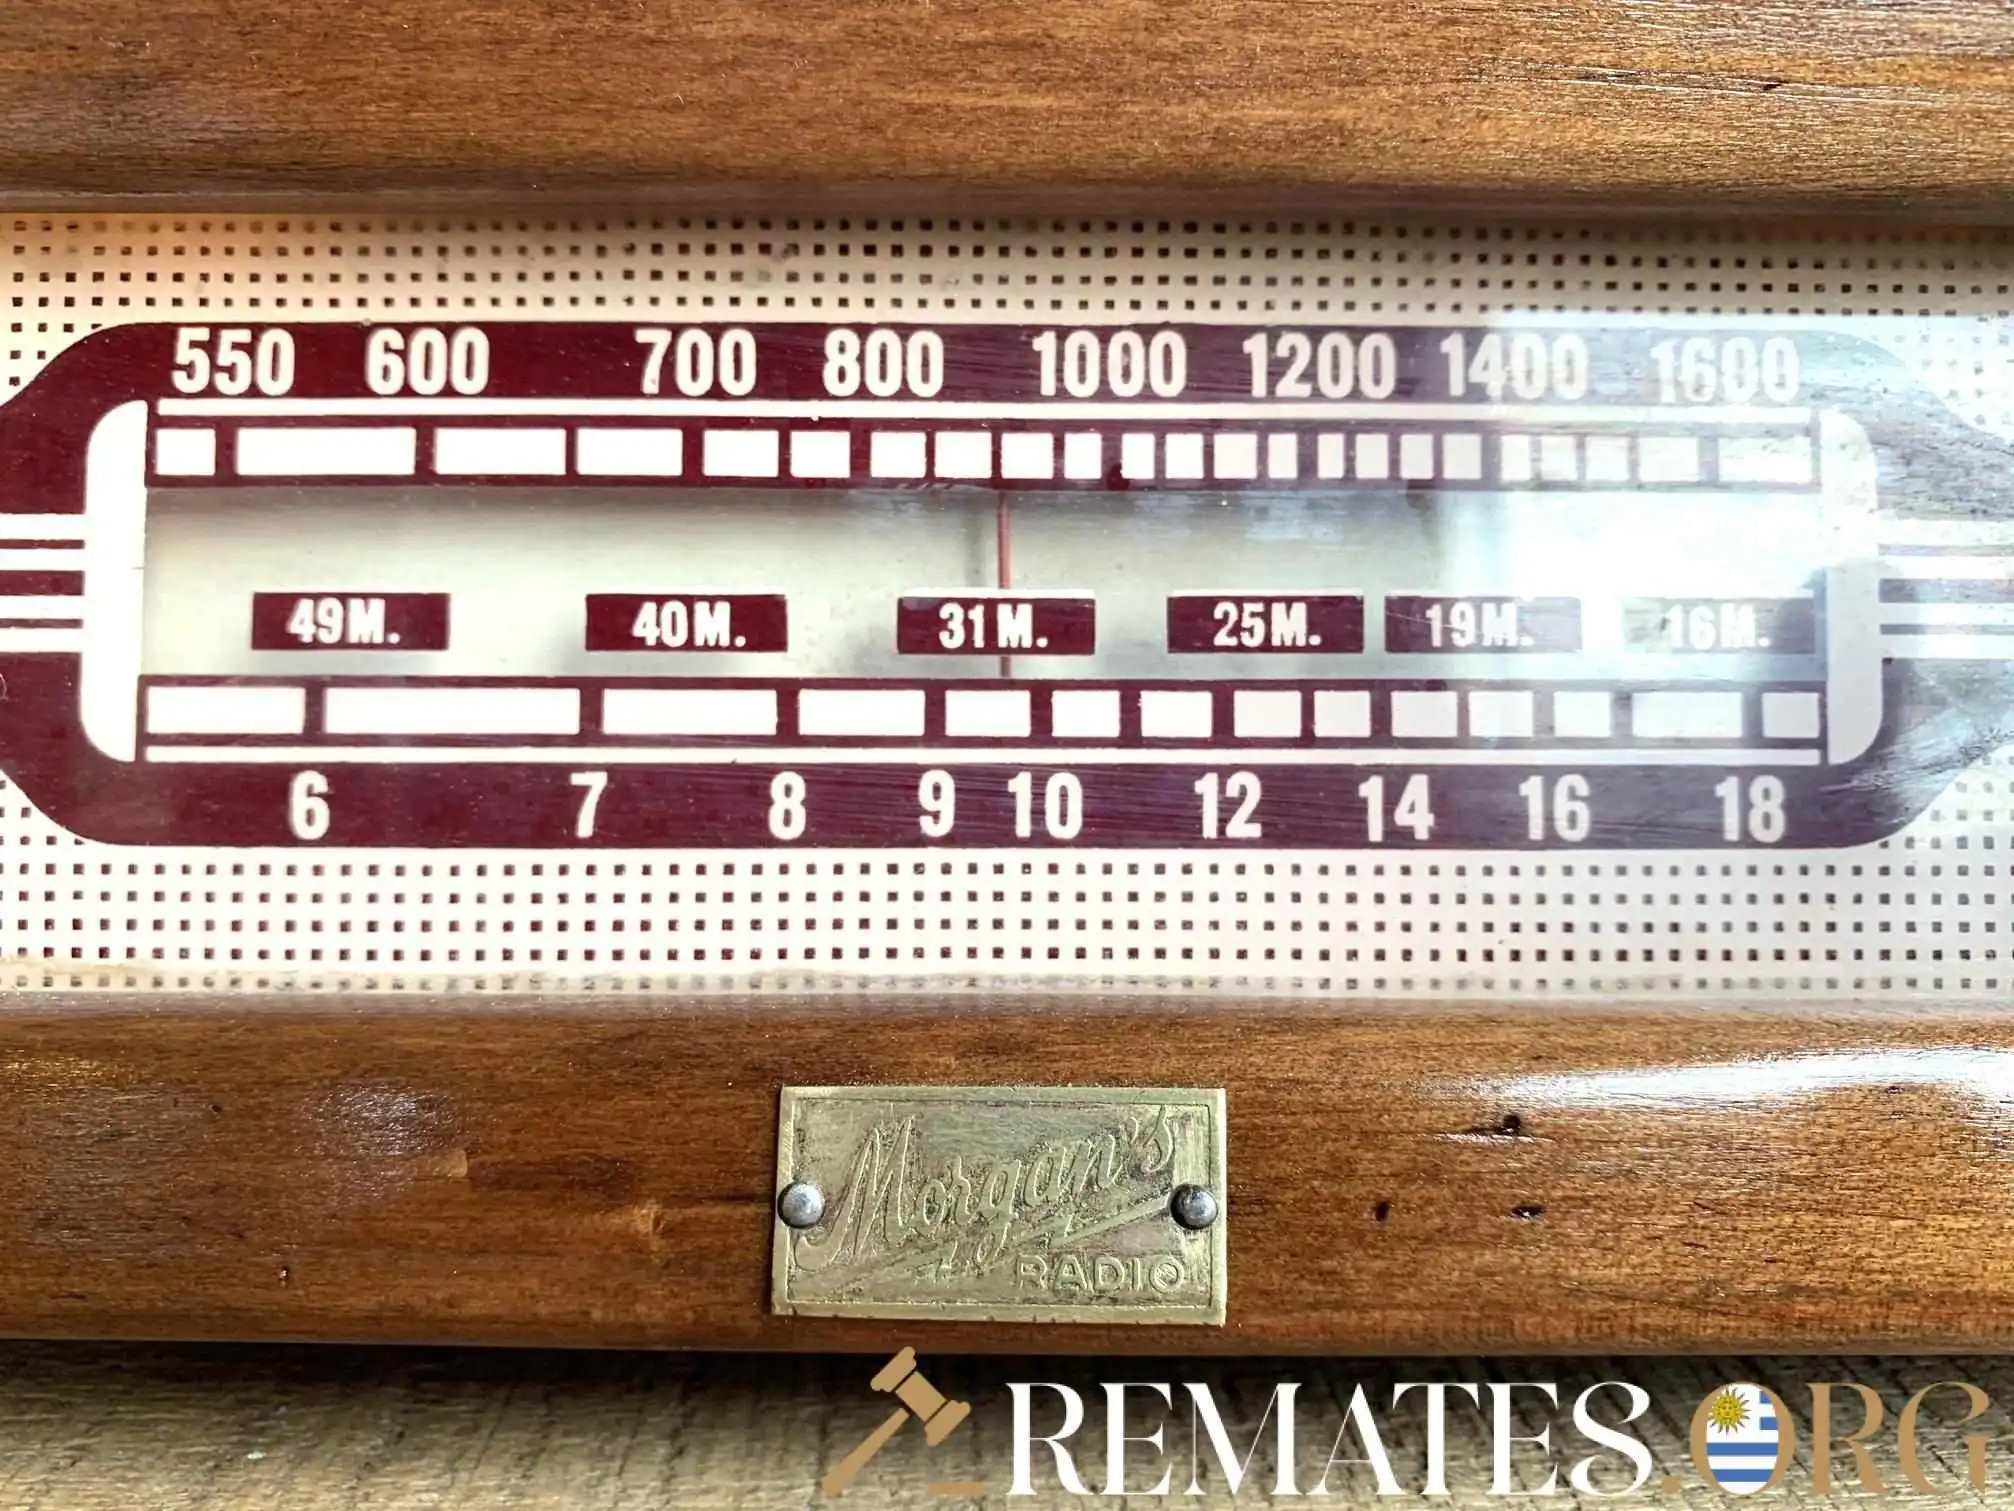 550 600 700 800 1000 1200 1400 1600
49M. 40M. 31M. 25M. 19M. 16M.
6 7 8 9 10 12 14 16 18
Morgan's
RADIO
REMATES.ORG